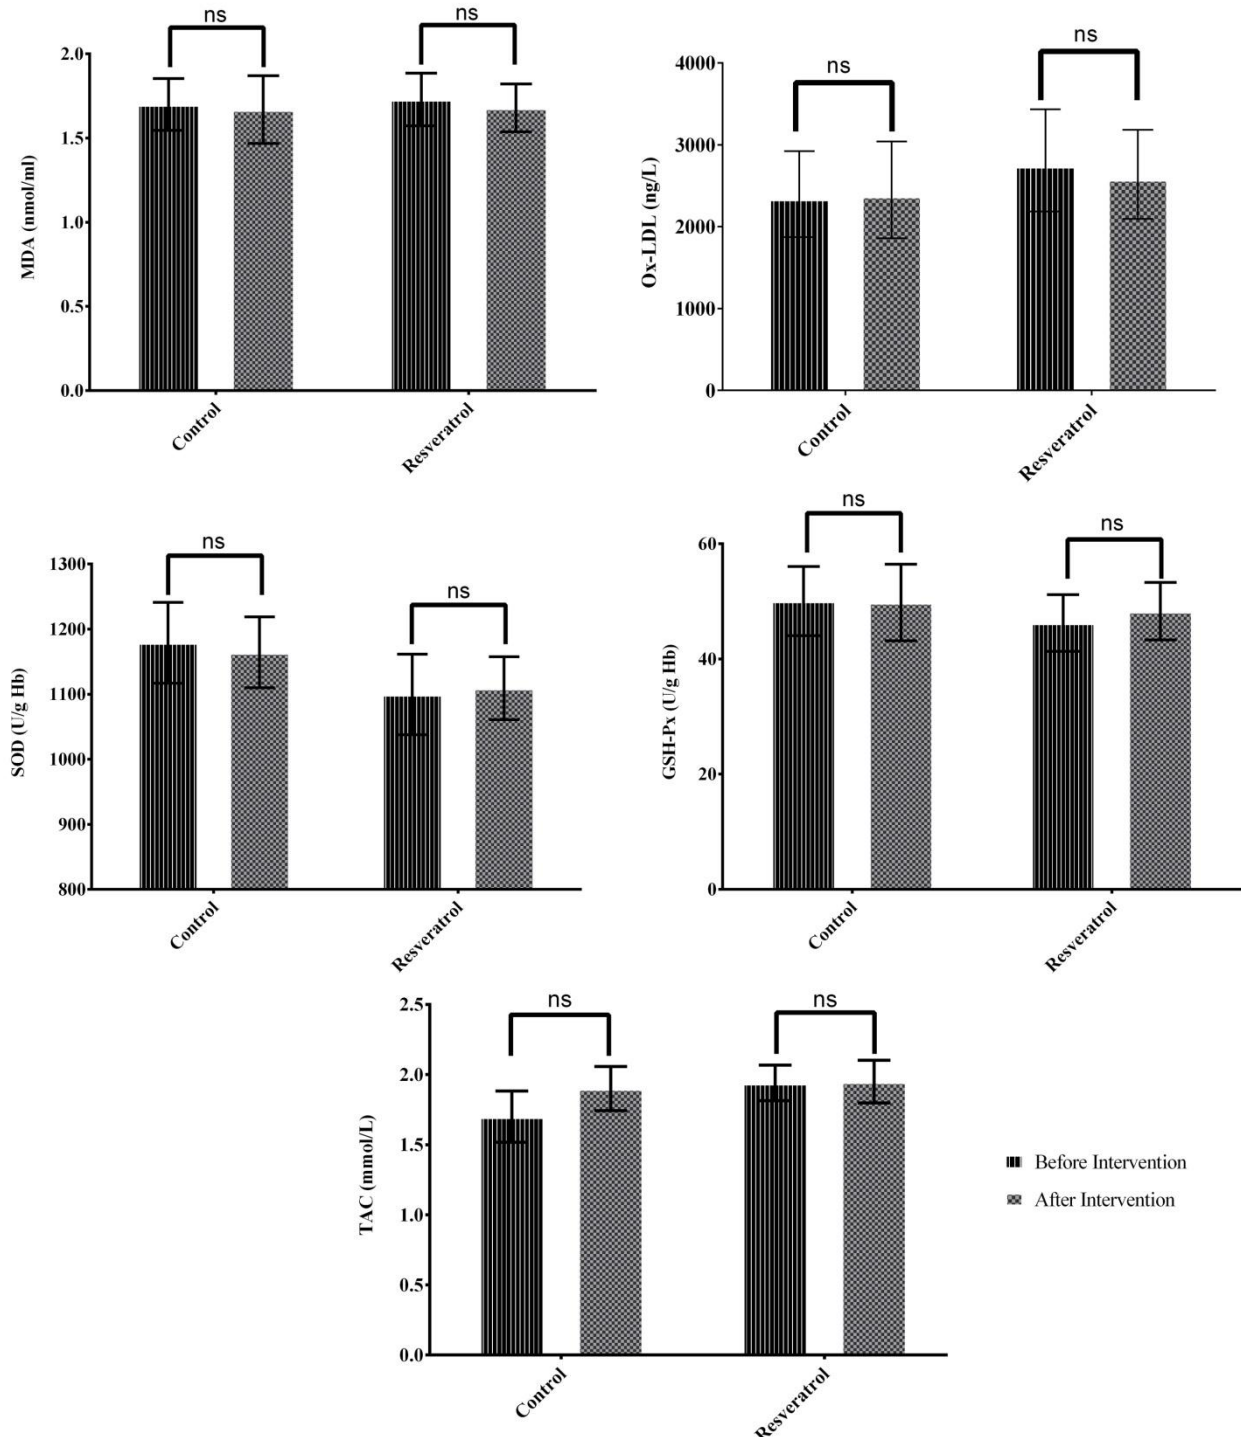 ns
ns
2.0
1.5
1.0
0.5
0.0
MDA (nmol/ml)
Control
Resveratrol
ns
ns
4000
3000
2000
1000
0
Ox-LDL (ng/L)
Control
Resveratrol
ns
ns
1300
1200
1100
1000
900
800
SOD (U/g Hb)
Control
Resveratrol
ns
ns
60
40
20
0
GSH-Px (U/g Hb)
Control
Resveratrol
ns
ns
2.5
2.0
1.5
1.0
0.5
0.0
TAC (mmol/L)
Control
Resveratrol
Before Intervention
After Intervention